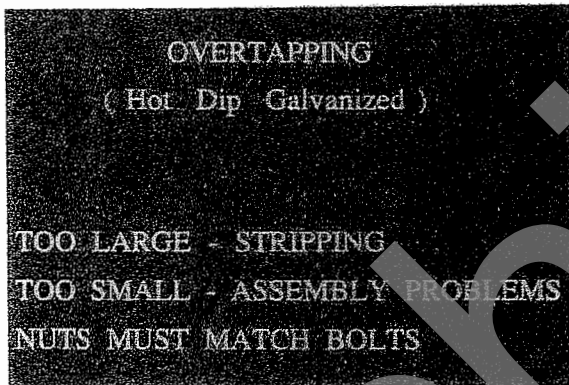 OVERTAPPING
( Hot Dip Galvanized )
TOO LARGE - STRIPPING
TOO SMALL - ASSEMBLY PROBLEMS
NUTS MUST MATCH BOLTS